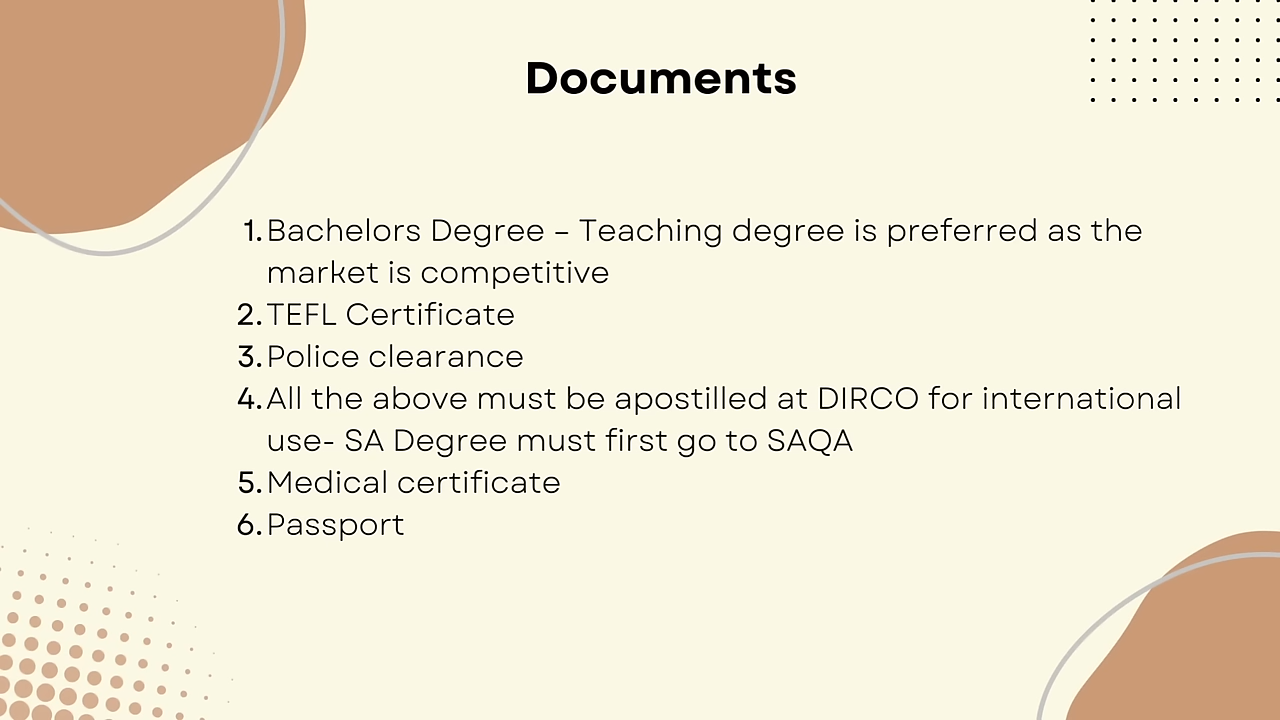 Documents
1. Bachelors Degree – Teaching degree is preferred as the
market is competitive
2. TEFL Certificate
3. Police clearance
4. All the above must be apostilled at DIRCO for international
use- SA Degree must first go to SAQA
5. Medical certificate
6. Passport